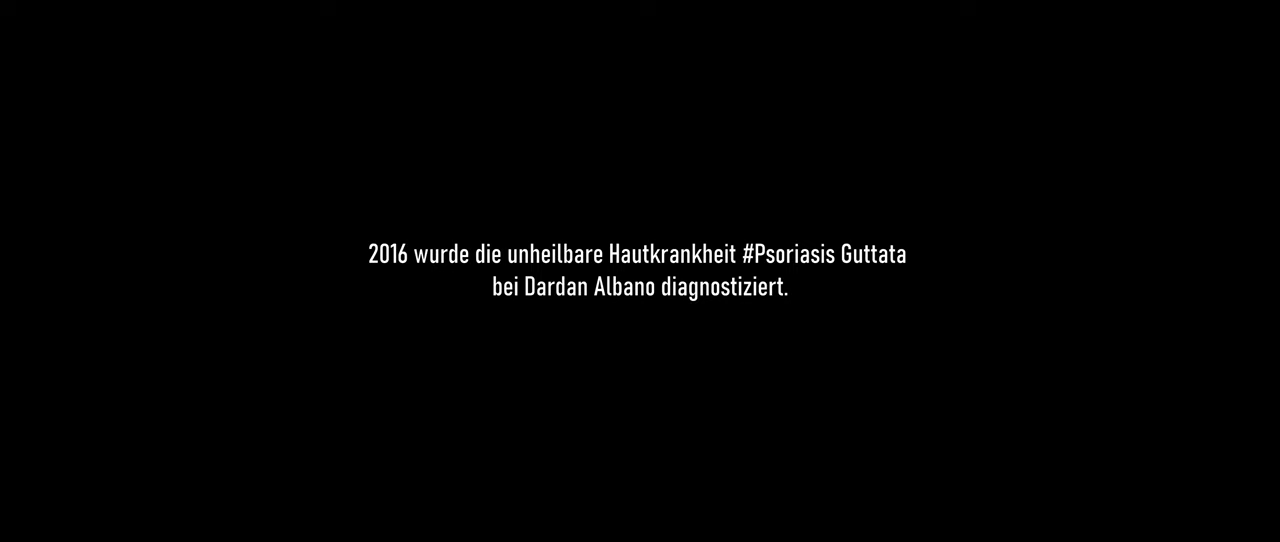 2016 wurde die unheilbare Hautkrankheit #Psoriasis Guttata
bei Dardan Albano diagnostiziert.